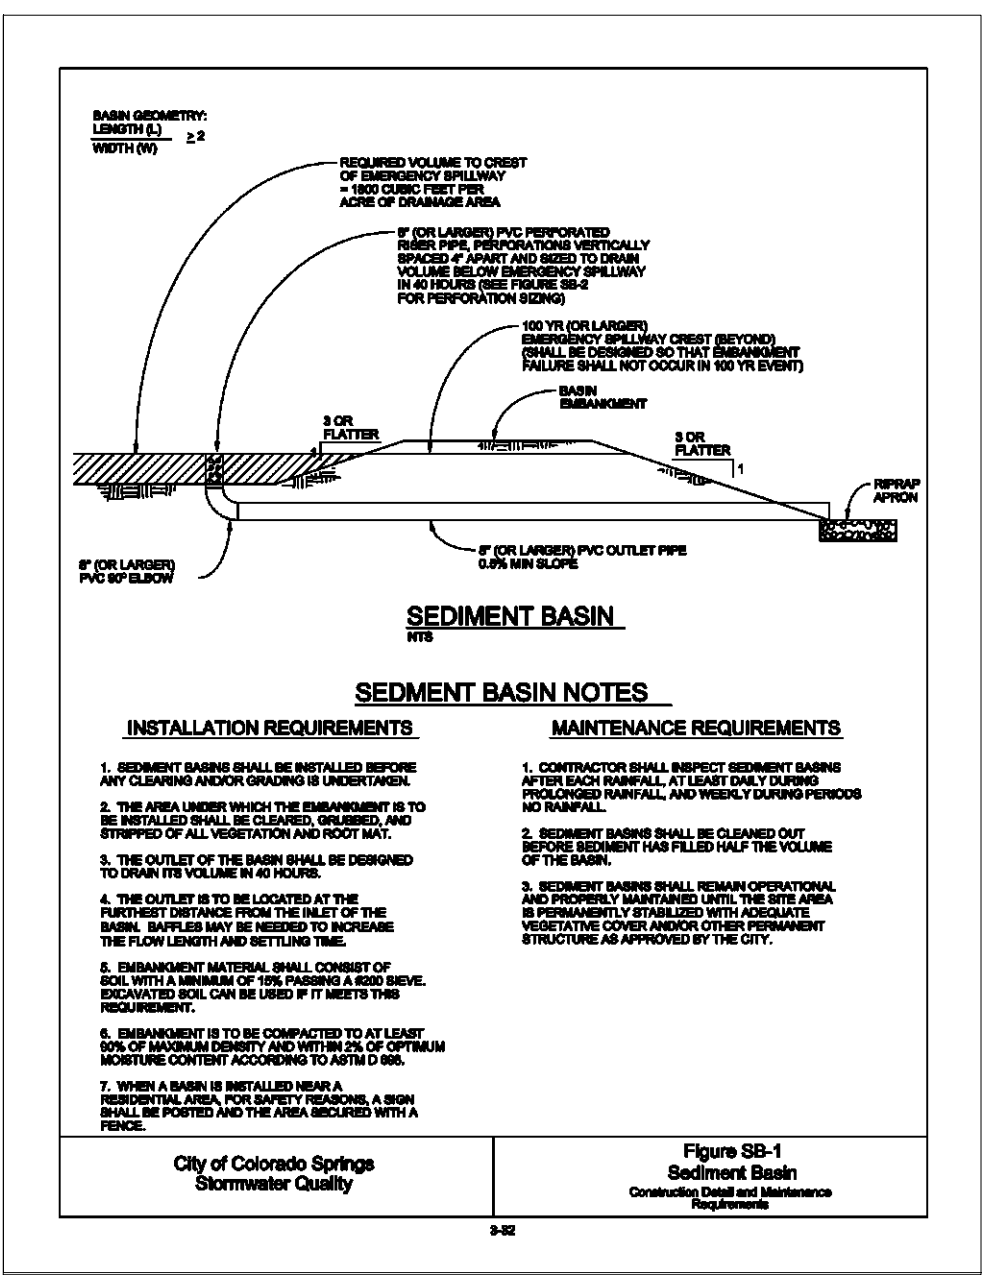 BASIN GEOMETRY:
LENGTH (L)
WIDTH (W)
≥ 2
REQUIRED VOLUME TO CREST
OF EMERGENCY SPILLWAY
= 1800 CUBIC FEET PER
ACRE OF DRAINAGE AREA
(OR LARGER) PVC PERFORATED
RISER PIPE, PERFORATIONS VERTICALLY
SPACED 4" APART AND SIZED TO DRAIN
VOLUME BELOW EMERGENCY SPILLWAY
IN 40 HOURS (SEE FIGURE SB-2
FOR PERFORATION SIZING)
100 YR (OR LARGER)
EMERGENCY SPILLWAY CREST (BEYOND)
(SHALL BE DESIGNED SO THAT EMBANKMENT
FAILURE SHALL NOT OCCUR IN 100 YR EVENT)
BASIN
EMBANKMENT
3 OR
FLATTER
3 OR
FLATTER
1
RIPRAP
APRON
(OR LARGER) PVC OUTLET PIPE
0.5% MIN SLOPE
(OR LARGER)
PVC 90° ELBOW
SEDIMENT BASIN
NTS
SEDMENT BASIN NOTES
INSTALLATION REQUIREMENTS
1. SEDIMENT BASINS SHALL BE INSTALLED BEFORE
ANY CLEARING AND/OR GRADING IS UNDERTAKEN.
2. THE AREA UNDER WHICH THE EMBANKMENT IS TO
BE INSTALLED SHALL BE CLEARED, GRUBBED, AND
STRIPPED OF ALL VEGETATION AND ROOT MAT.
3. THE OUTLET OF THE BASIN SHALL BE DESIGNED
TO DRAIN ITS VOLUME IN 40 HOURS.
4. THE OUTLET IS TO BE LOCATED AT THE
FURTHEST DISTANCE FROM THE INLET OF THE
BASIN. BAFFLES MAY BE NEEDED TO INCREASE
THE FLOW LENGTH AND SETTLING TIME.
5. EMBANKMENT MATERIAL SHALL CONSIST OF
SOIL WITH A MINIMUM OF 15% PASSING A #200 SIEVE.
EXCAVATED SOIL CAN BE USED IF IT MEETS THIS
REQUIREMENT.
6. EMBANKMENT IS TO BE COMPACTED TO AT LEAST
90% OF MAXIMUM DENSITY AND WITHIN 2% OF OPTIMUM
MOISTURE CONTENT ACCORDING TO ASTM D 698.
7. WHEN A BASIN IS INSTALLED NEAR A
RESIDENTIAL AREA, FOR SAFETY REASONS, A SIGN
SHALL BE POSTED AND THE AREA SECURED WITH A
FENCE.
MAINTENANCE REQUIREMENTS
1. CONTRACTOR SHALL INSPECT SEDIMENT BASINS
AFTER EACH RAINFALL, AT LEAST DAILY DURING
PROLONGED RAINFALL, AND WEEKLY DURING PERIODS
NO RAINFALL.
2. SEDIMENT BASINS SHALL BE CLEANED OUT
BEFORE SEDIMENT HAS FILLED HALF THE VOLUME
OF THE BASIN.
3. SEDIMENT BASINS SHALL REMAIN OPERATIONAL
AND PROPERLY MAINTAINED UNTIL THE SITE AREA
IS PERMANENTLY STABILIZED WITH ADEQUATE
VEGETATIVE COVER AND/OR OTHER PERMANENT
STRUCTURE AS APPROVED BY THE CITY.
City of Colorado Springs
Stormwater Quality
Figure SB-1
Sediment Basin
Construction Detail and Maintenance
Requirements
3-32